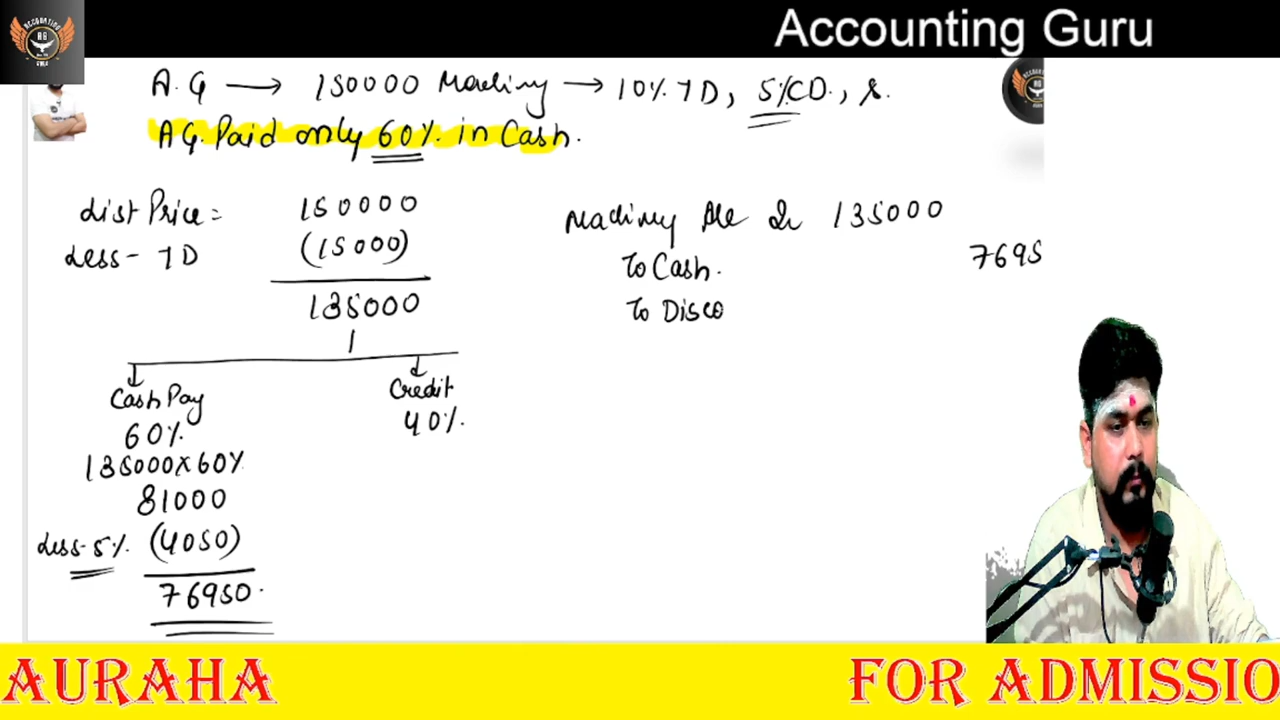 Accounting Guru
A.G → 150000 Machinery → 10% TD, 5% CD, &.
AG. Paid only 60% in Cash.
List Price = 150000
Less - TD (15000)
135000
Cash Pay
60%
135000 x 60%
81000
Less - 5% (4050)
76950.
Credit
40%.
Machinery A/c Dr 135000
To Cash. 7695
To Disco
AURAHA
FOR ADMISSIO